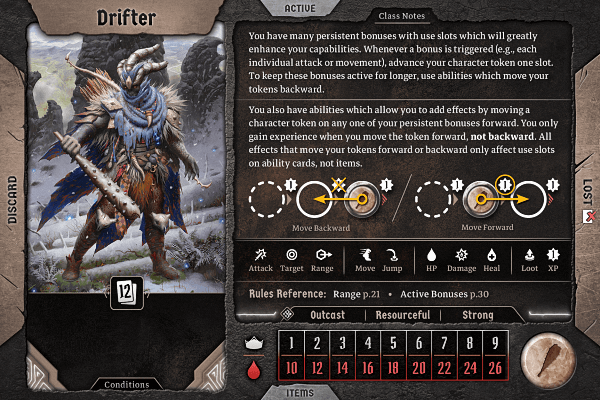 Drifter
ACTIVE
Class Notes
You have many persistent bonuses with use slots which will greatly
enhance your capabilities. Whenever a bonus is triggered (e.g., each
individual attack or movement), advance your character token one slot.
To keep these bonuses active for longer, use abilities which move your
tokens backward.
You also have abilities which allow you to add effects by moving a
character token on any one of your persistent bonuses forward. You only
gain experience when you move the token forward, not backward. All
effects that move your tokens forward or backward only affect use slots
on ability cards, not items.
1 1 1 1 1
Move Backward
Move Forward
Attack Target Range Move Jump HP Damage Heal Loot XP
1
Rules Reference: Range p.21 • Active Bonuses p.30
Outcast Resourceful Strong
1 2 3 4 5 6 7 8 9
10 12 14 16 18 20 22 24 26
12
Conditions
ITEMS
DISCARD
LOST